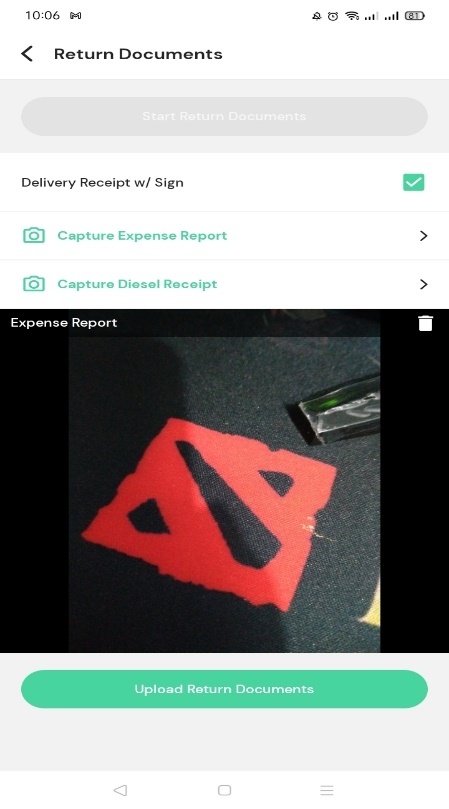 10:06
81
Return Documents
Start Return Documents
Delivery Receipt w/ Sign
Capture Expense Report
Capture Diesel Receipt
Expense Report
Upload Return Documents